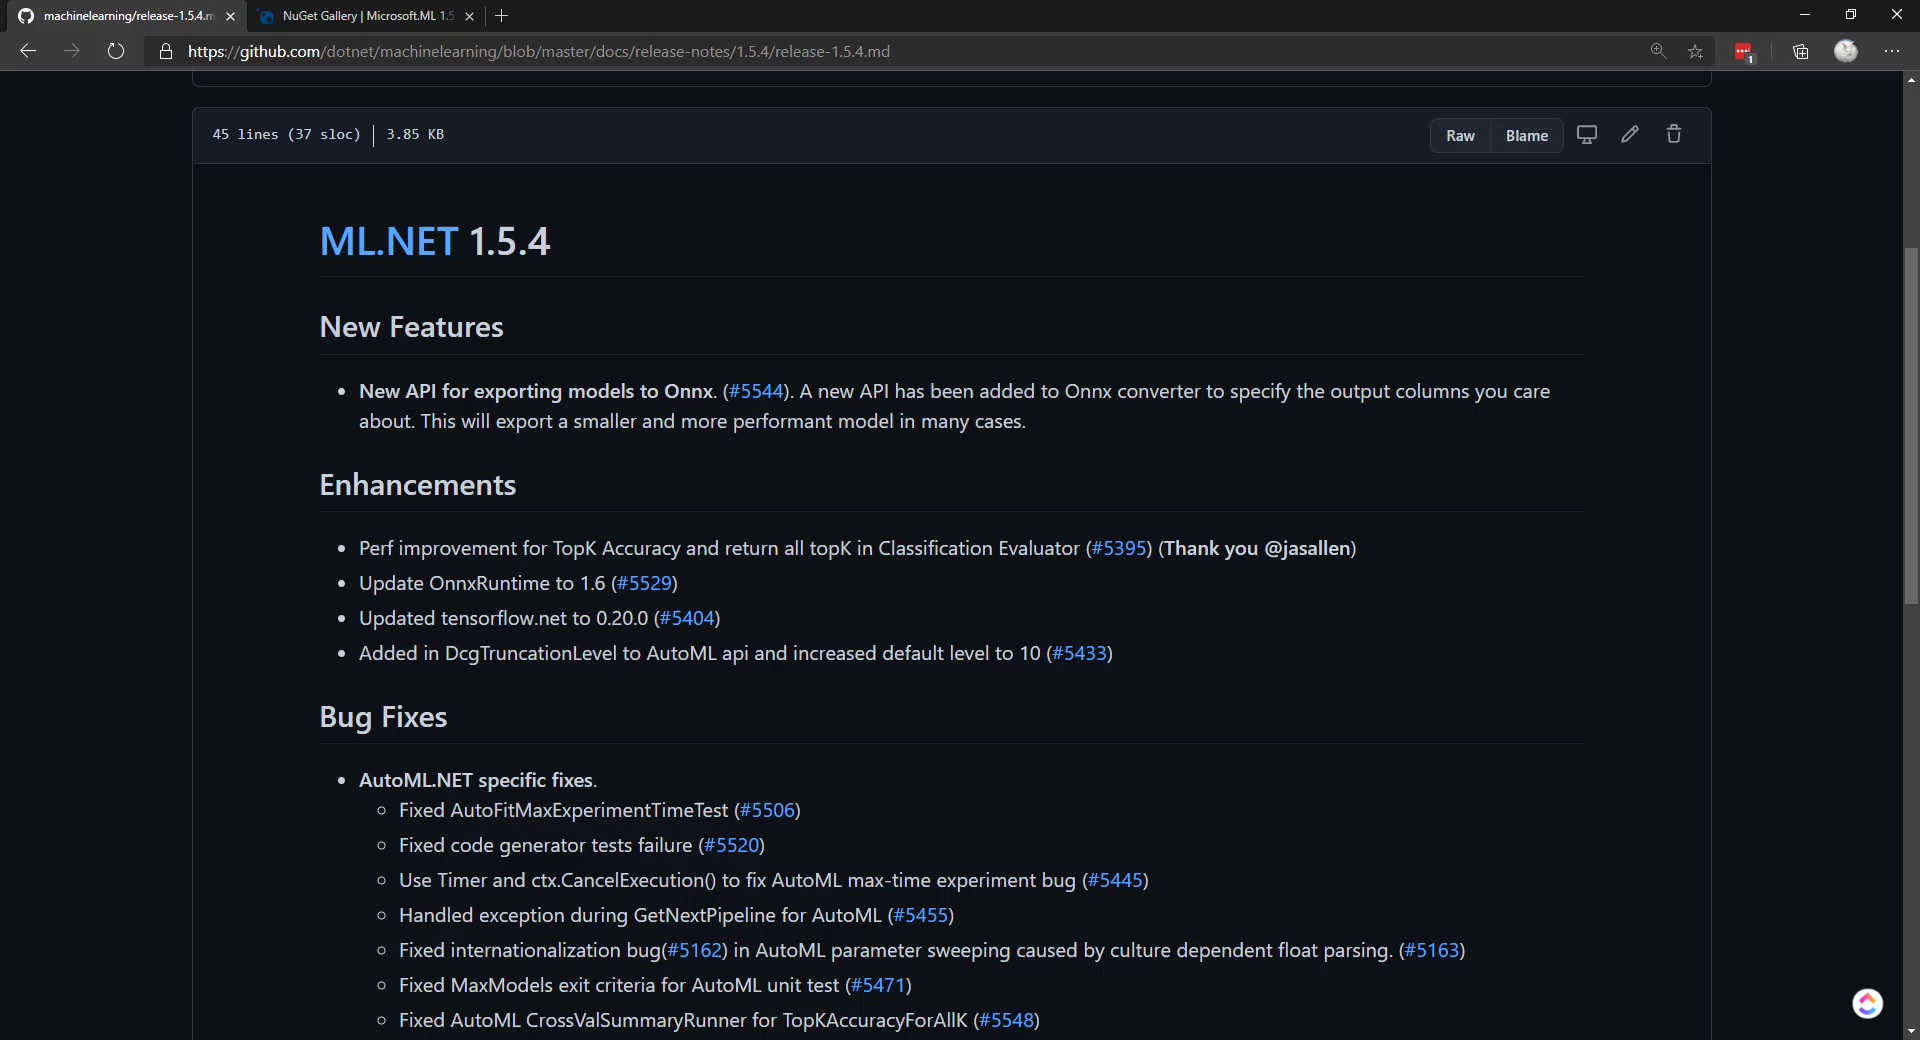 machinelearning/release-1.5.4.m
NuGet Gallery | Microsoft.ML 1.5
https://github.com/dotnet/machinelearning/blob/master/docs/release-notes/1.5.4/release-1.5.4.md
1
45 lines (37 sloc) | 3.85 KB
Raw
Blame
ML.NET 1.5.4
New Features
New API for exporting models to Onnx. (#5544). A new API has been added to Onnx converter to specify the output columns you care
about. This will export a smaller and more performant model in many cases.
Enhancements
Perf improvement for TopK Accuracy and return all topK in Classification Evaluator (#5395) (Thank you @jasallen)
Update OnnxRuntime to 1.6 (#5529)
Updated tensorflow.net to 0.20.0 (#5404)
Added in DcgTruncationLevel to AutoML api and increased default level to 10 (#5433)
Bug Fixes
AutoML.NET specific fixes.
Fixed AutoFitMaxExperimentTimeTest (#5506)
Fixed code generator tests failure (#5520)
Use Timer and ctx.CancelExecution() to fix AutoML max-time experiment bug (#5445)
Handled exception during GetNextPipeline for AutoML (#5455)
Fixed internationalization bug(#5162) in AutoML parameter sweeping caused by culture dependent float parsing. (#5163)
Fixed MaxModels exit criteria for AutoML unit test (#5471)
Fixed AutoML CrossValSummaryRunner for TopKAccuracyForAllK (#5548)